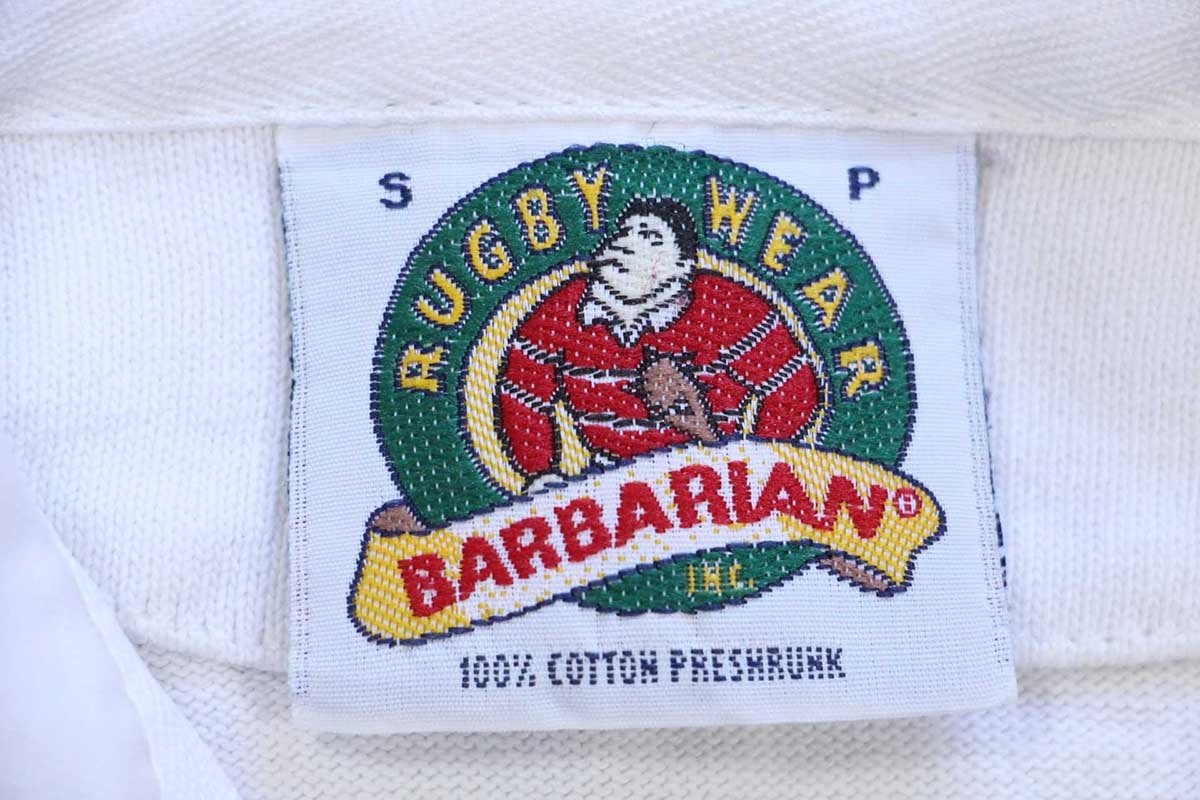 S P
RUGBY WEAR
BARBARIAN®
INC.
100% COTTON PRESHRUNK